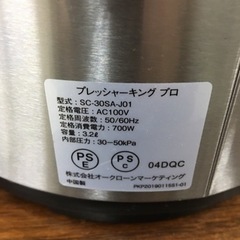 プレッシャーキング プロ
型式：SC-30SA-J01
定格電圧：AC100V
定格周波数：50/60Hz
定格消費電力：700W
容量：3.2ℓ
内部圧力：30–50kPa
PS
E
PS
C
04DQC
株式会社オークローンマーケティング
中国製
PKPZ019011551-01